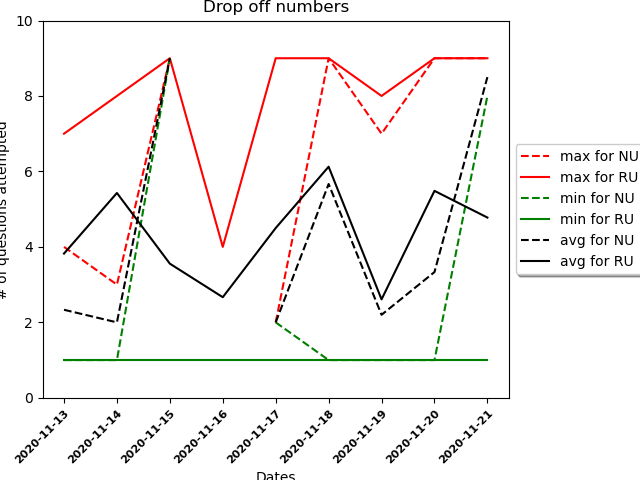 Drop off numbers
10
8
6
4
2
0
# of questions attempted
2020-11-13
2020-11-14
2020-11-15
2020-11-16
2020-11-17
2020-11-18
2020-11-19
2020-11-20
2020-11-21
Dates
max for NU
max for RU
min for NU
min for RU
avg for NU
avg for RU